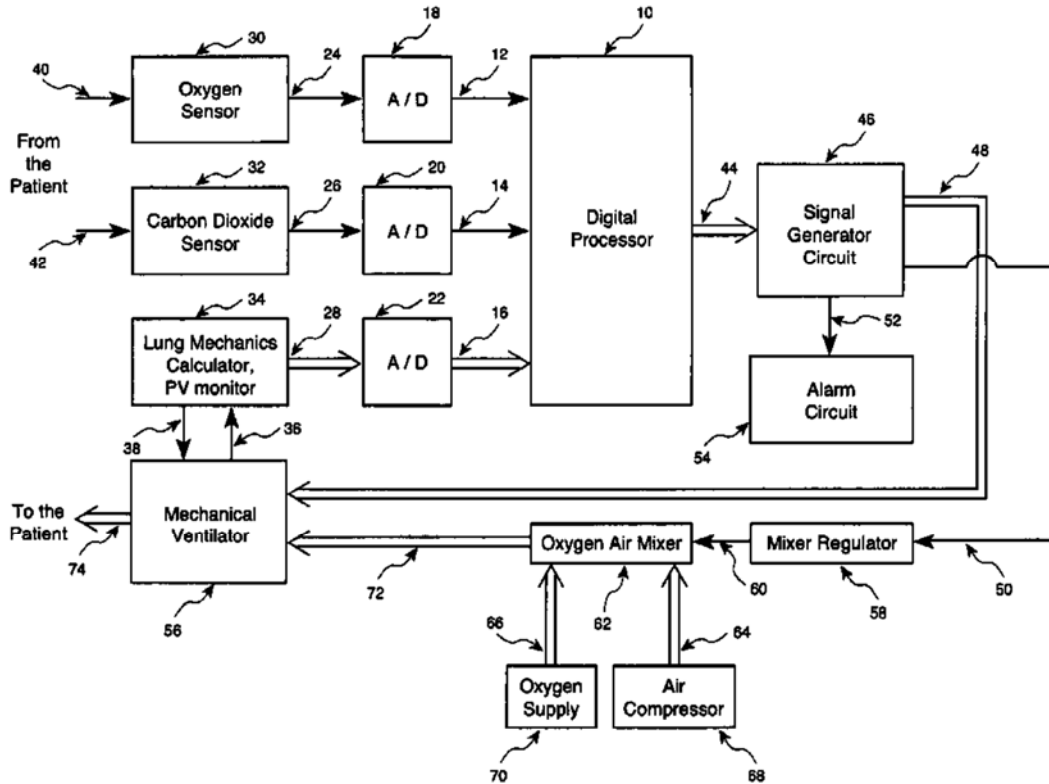 18
10
30
24
12
40
Oxygen
Sensor
A / D
46
From
the
Patient
32
20
44
48
26
14
Carbon Dioxide
Sensor
A / D
Digital
Processor
Signal
Generator
Circuit
42
34
22
28
16
52
Lung Mechanics
Calculator,
PV monitor
A / D
Alarm
Circuit
38
36
54
To the
Patient
Mechanical
Ventilator
Oxygen Air Mixer
Mixer Regulator
74
72
60
50
56
62
58
66
64
Oxygen
Supply
Air
Compressor
70
68